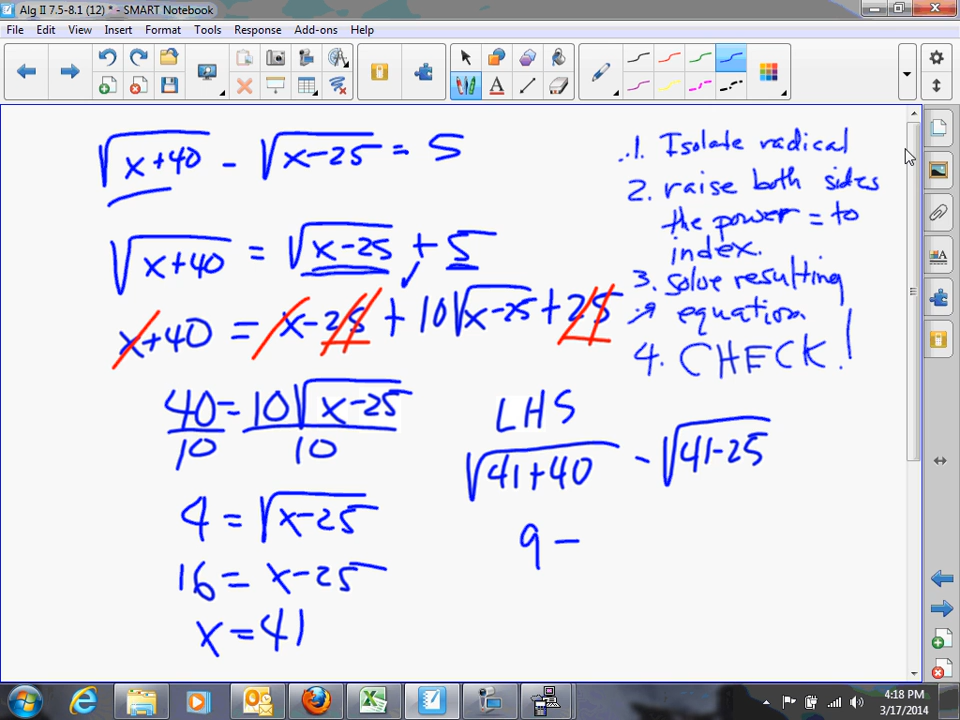 Alg II 7.5-8.1 (12) * - SMART Notebook
File Edit View Insert Format Tools Response Add-ons Help
√(x+40) - √(x-25) = 5
√(x+40) = √(x-25) + 5
x+40 = x-25 + 10√(x-25) + 25
40 = 10√(x-25)
10 10
4 = √(x-25)
16 = x-25
x = 41
1. Isolate radical
2. raise both sides
the power = to
index.
3. solve resulting
equation.
4. CHECK!
LHS
√(41+40) - √(41-25)
9 -
4:18 PM
3/17/2014